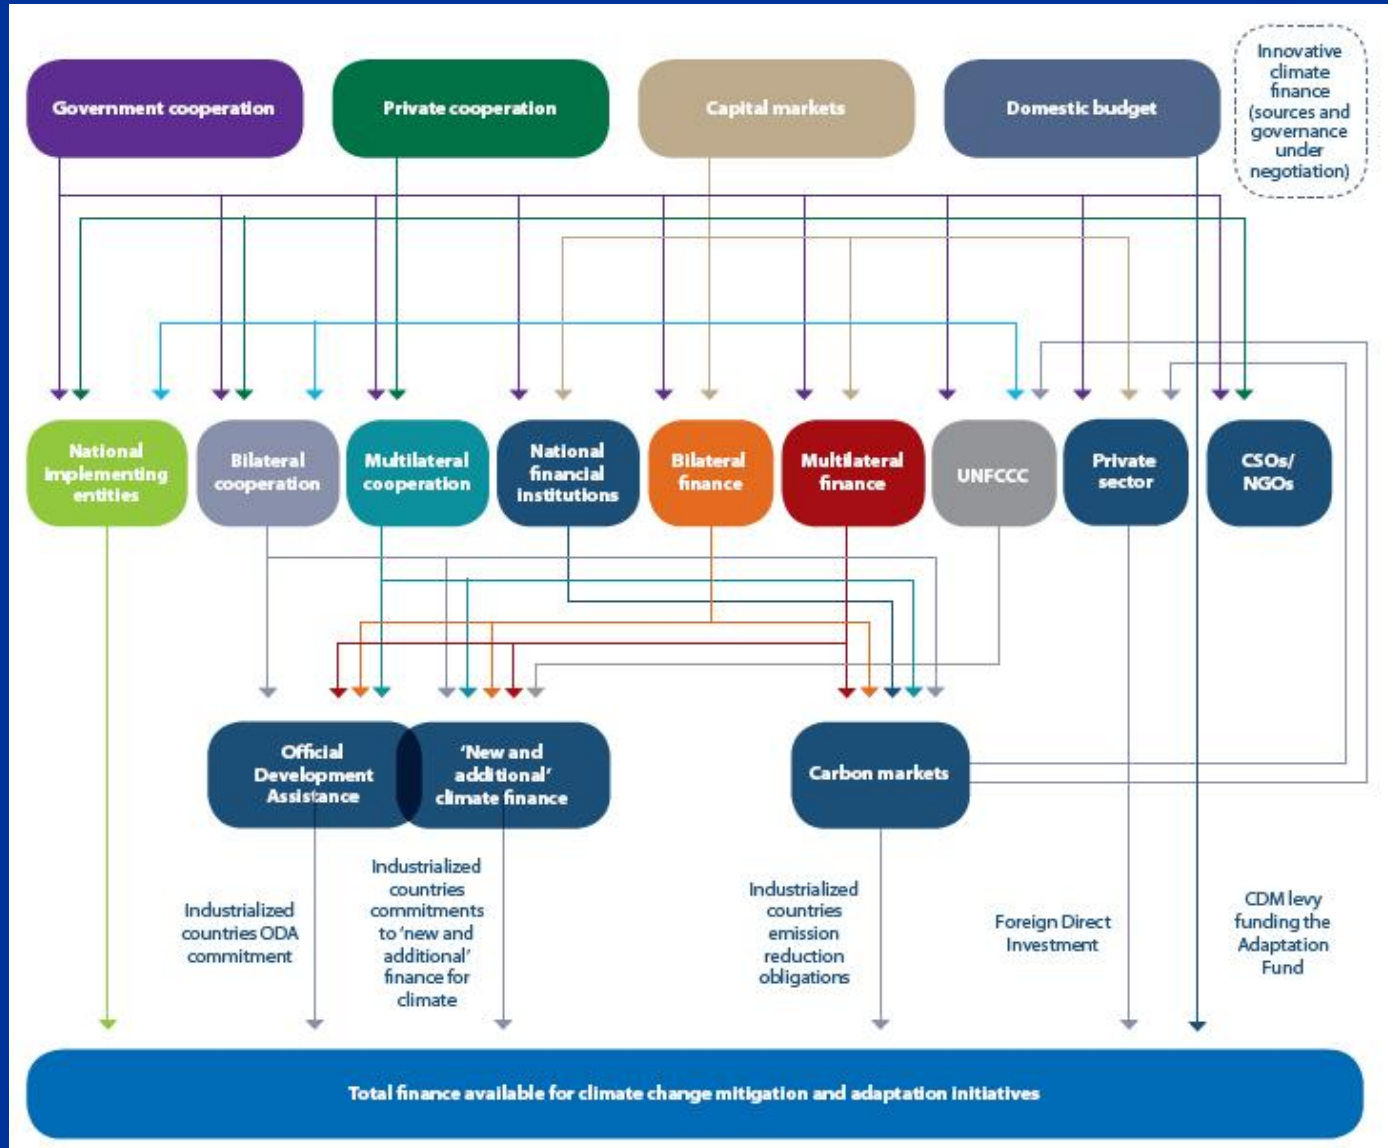 Government cooperation
Private cooperation
Capital markets
Domestic budget
Innovative
climate
finance
(sources and
governance
under
negotiation)
National
implementing
entities
Bilateral
cooperation
Multilateral
cooperation
National
financial
institutions
Bilateral
finance
Multilateral
finance
UNFCCC
Private
sector
CSOs/
NGOs
Official
Development
Assistance
‘New and
additional’
climate finance
Carbon markets
Industrialized
countries ODA
commitment
Industrialized
countries
commitments
to ‘new and
additional’
finance for
climate
Industrialized
countries
emission
reduction
obligations
Foreign Direct
Investment
CDM levy
funding the
Adaptation
Fund
Total finance available for climate change mitigation and adaptation initiatives